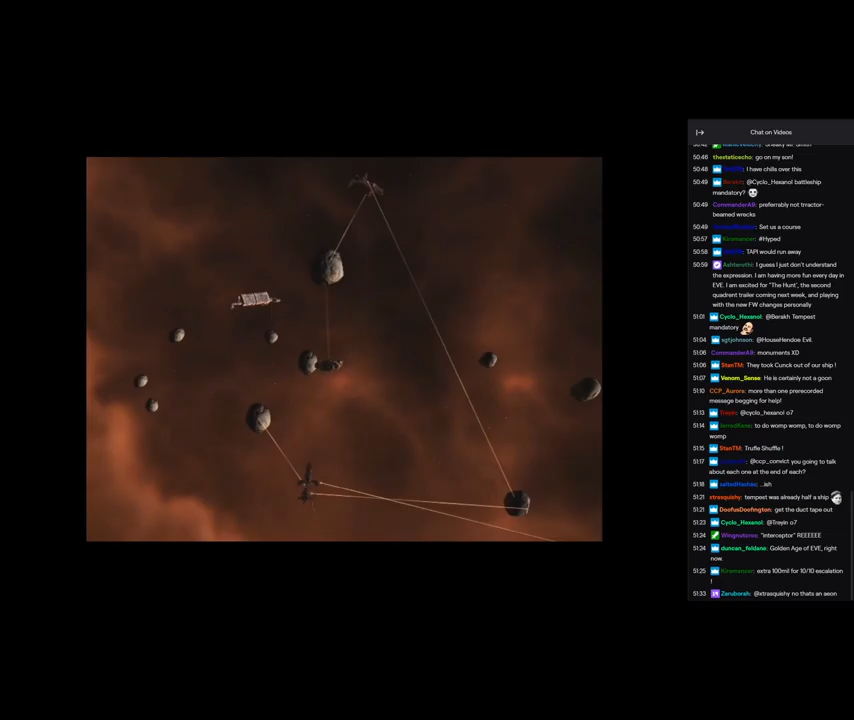 Chat on Videos
50:46 thestaticecho: go on my son!
50:48 : I have chills over this
50:49 Berakh: @Cyclo_Hexanol battleship
mandatory?
50:49 CommanderA9: preferrably not trractor-
beamed wrecks
50:49 : Set us a course
50:57 Kiromancer: #Hyped
50:58 : TAPI would run away
50:59 Ashterothi: I guess I just don't understand
the expression. I am having more fun every day in
EVE. I am excited for "The Hunt', the second
quadrent trailer coming next week, and playing
with the new FW changes personally
51:01 Cyclo_Hexanol: @Berakh Tempest
mandatory
51:04 sgtjohnson: @HouseHendoe Evil.
51:06 CommanderA9: monuments XD
51:06 StanTM: They took Cunck out of our ship !
51:07 Venom_Sense: He is certainly not a goon
51:10 CCP_Aurora: more than one prerecorded
message begging for help!
51:13 Treyin: @cyclo_hexanol o7
51:14 : to do womp womp, to do womp
womp
51:15 StanTM: Trufle Shuffle !
51:17 : @ccp_convict you going to talk
about each one at the end of each?
51:18 saltedHashes: ...ish
51:21 xtrasquishy: tempest was already half a ship
51:21 DoofusDoofington: get the duct tape out
51:23 Cyclo_Hexanol: @Treyin o7
51:24 : "interceptor" REEEEEE
51:24 duncan_feldane: Golden Age of EVE, right
now.
51:25 Kiromancer: extra 100mil for 10/10 escalation
!
51:33 Zaruborah: @xtrasquishy no thats an aeon